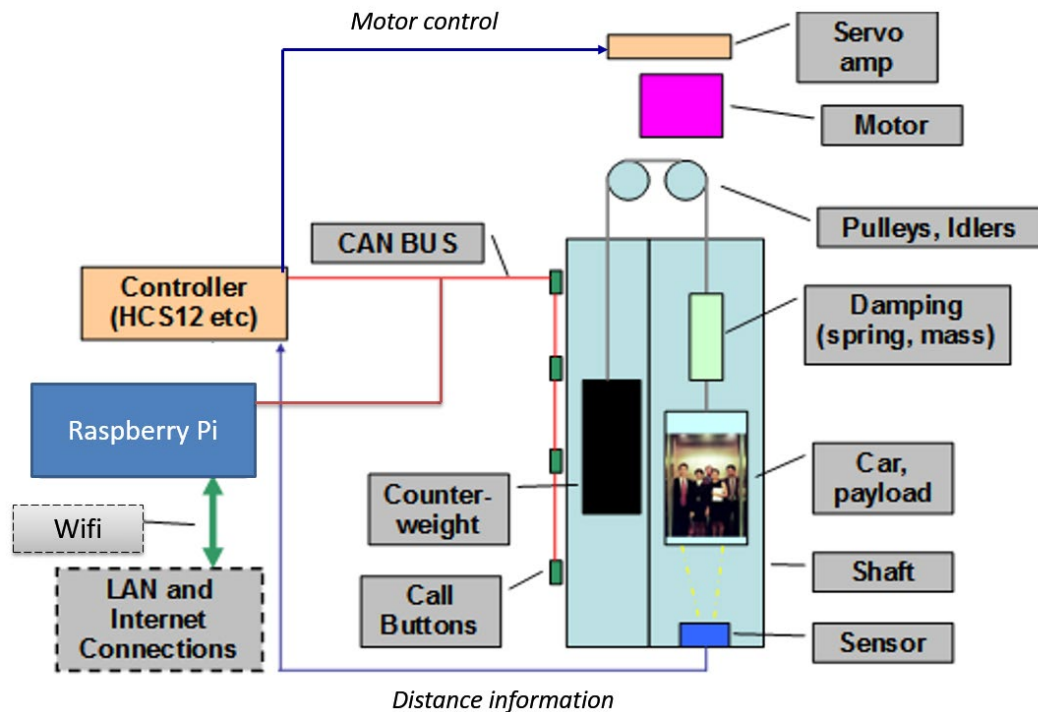 Motor control
Servo
amp
Motor
Pulleys, Idlers
CAN BUS
Controller
(HCS12 etc)
Damping
(spring, mass)
Raspberry Pi
Car,
payload
Counter-
weight
Wifi
Shaft
LAN and
Internet
Connections
Call
Buttons
Sensor
Distance information